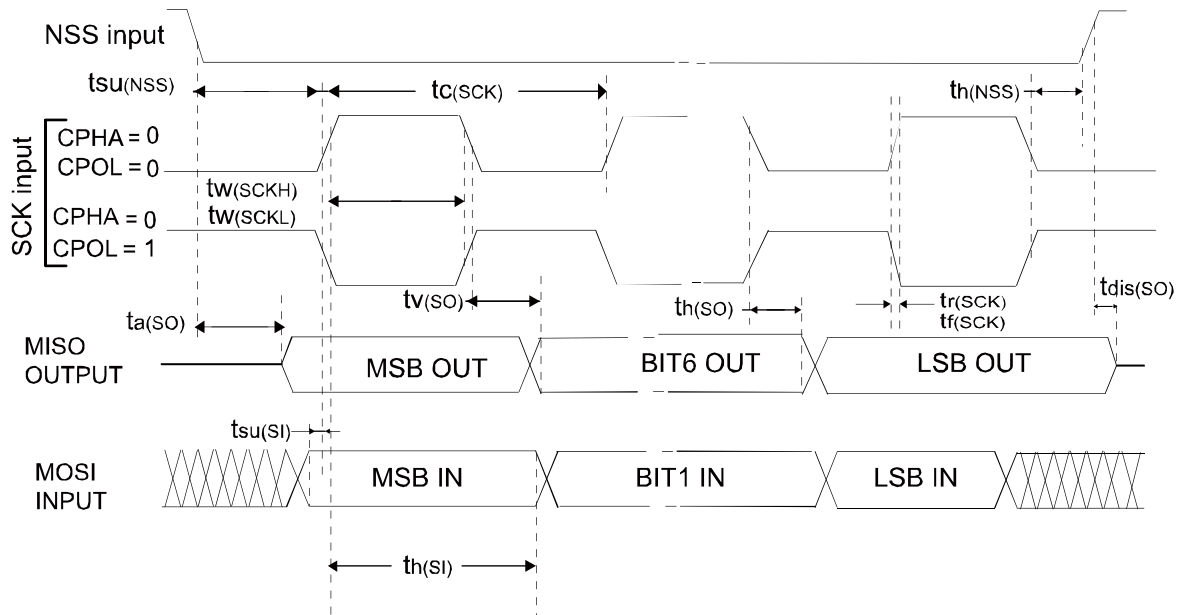 NSS input
tsu(NSS)
tc(SCK)
th(NSS)
SCK input
CPHA = 0
CPOL = 0
tw(SCKH)
CPHA = 0
tw(SCKL)
CPOL = 1
tv(SO)
th(SO)
tr(SCK)
tf(SCK)
tdis(SO)
ta(SO)
MISO
OUTPUT
MSB OUT
BIT6 OUT
LSB OUT
tsu(SI)
MOSI
INPUT
MSB IN
BIT1 IN
LSB IN
th(SI)